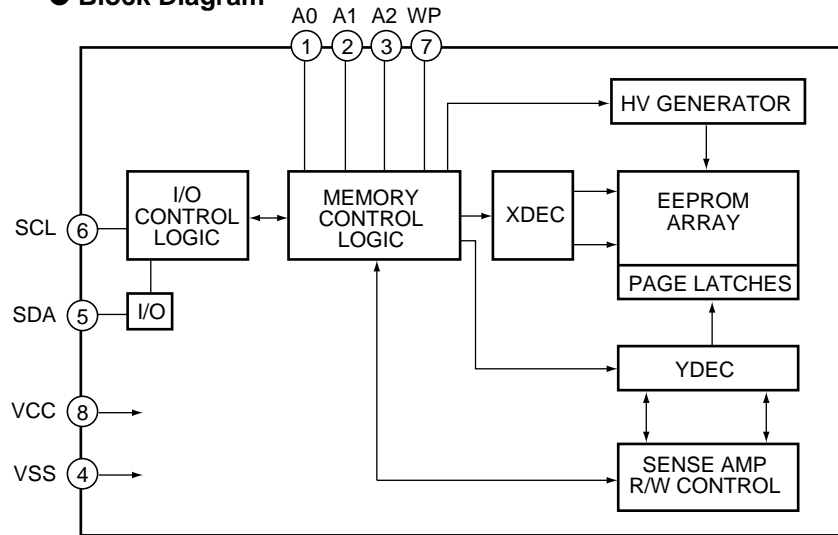 ● Block Diagram
A0 A1 A2 WP
1 2 3 7
HV GENERATOR
I/O
CONTROL
LOGIC
MEMORY
CONTROL
LOGIC
XDEC
EEPROM
ARRAY
PAGE LATCHES
SCL 6
SDA 5
I/O
YDEC
VCC 8
VSS 4
SENSE AMP
R/W CONTROL